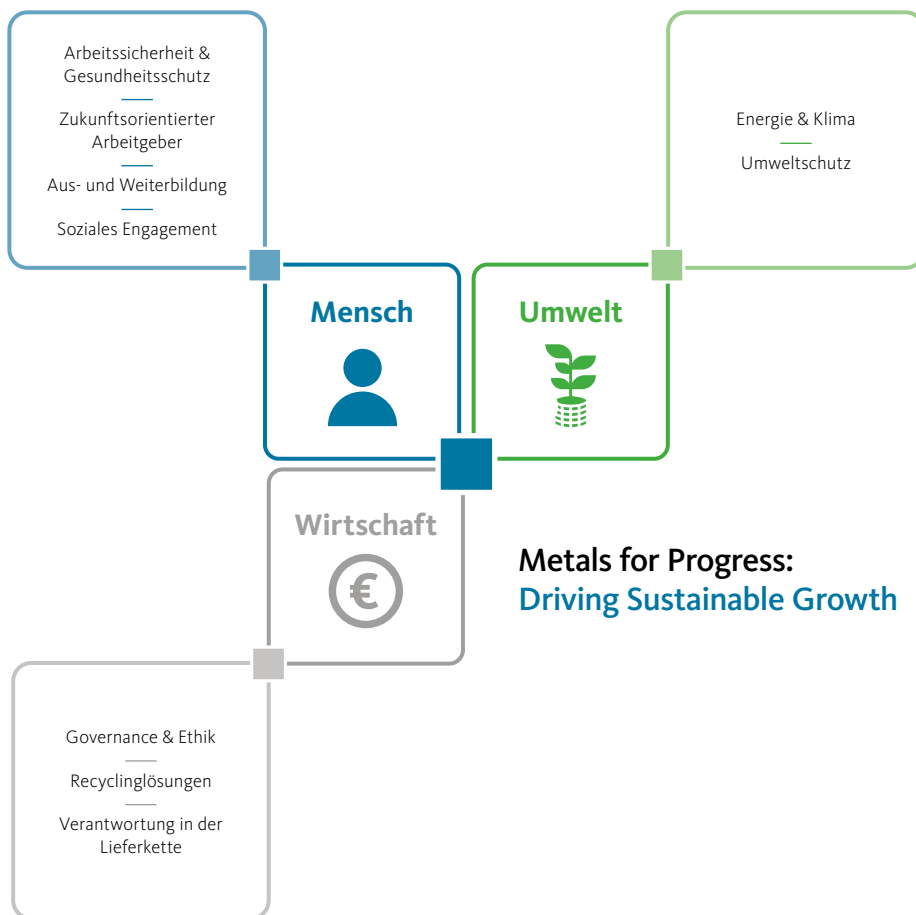 Arbeitssicherheit &
Gesundheitsschutz
Zukunftsorientierter
Arbeitgeber
Aus- und Weiterbildung
Soziales Engagement
Energie & Klima
Umweltschutz
Mensch
Umwelt
Wirtschaft
€
Metals for Progress:
Driving Sustainable Growth
Governance & Ethik
Recyclinglösungen
Verantwortung in der
Lieferkette